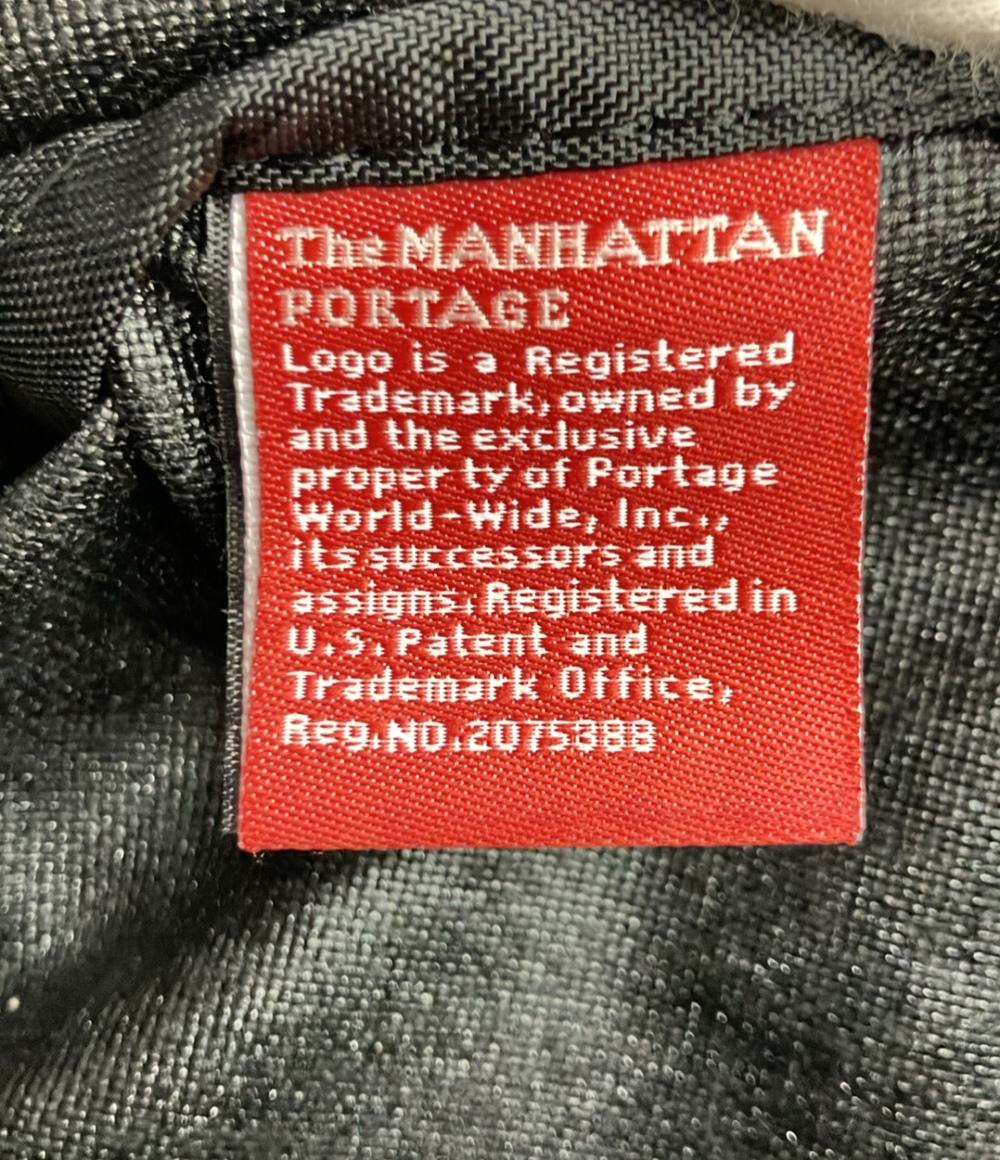 The MANHATTAN
PORTAGE
Logo is a Registered
Trademark, owned by
and the exclusive
property of Portage
World-Wide, Inc.,
its successors and
assigns. Registered in
U.S. Patent and
Trademark Office,
Reg.NO.2075388